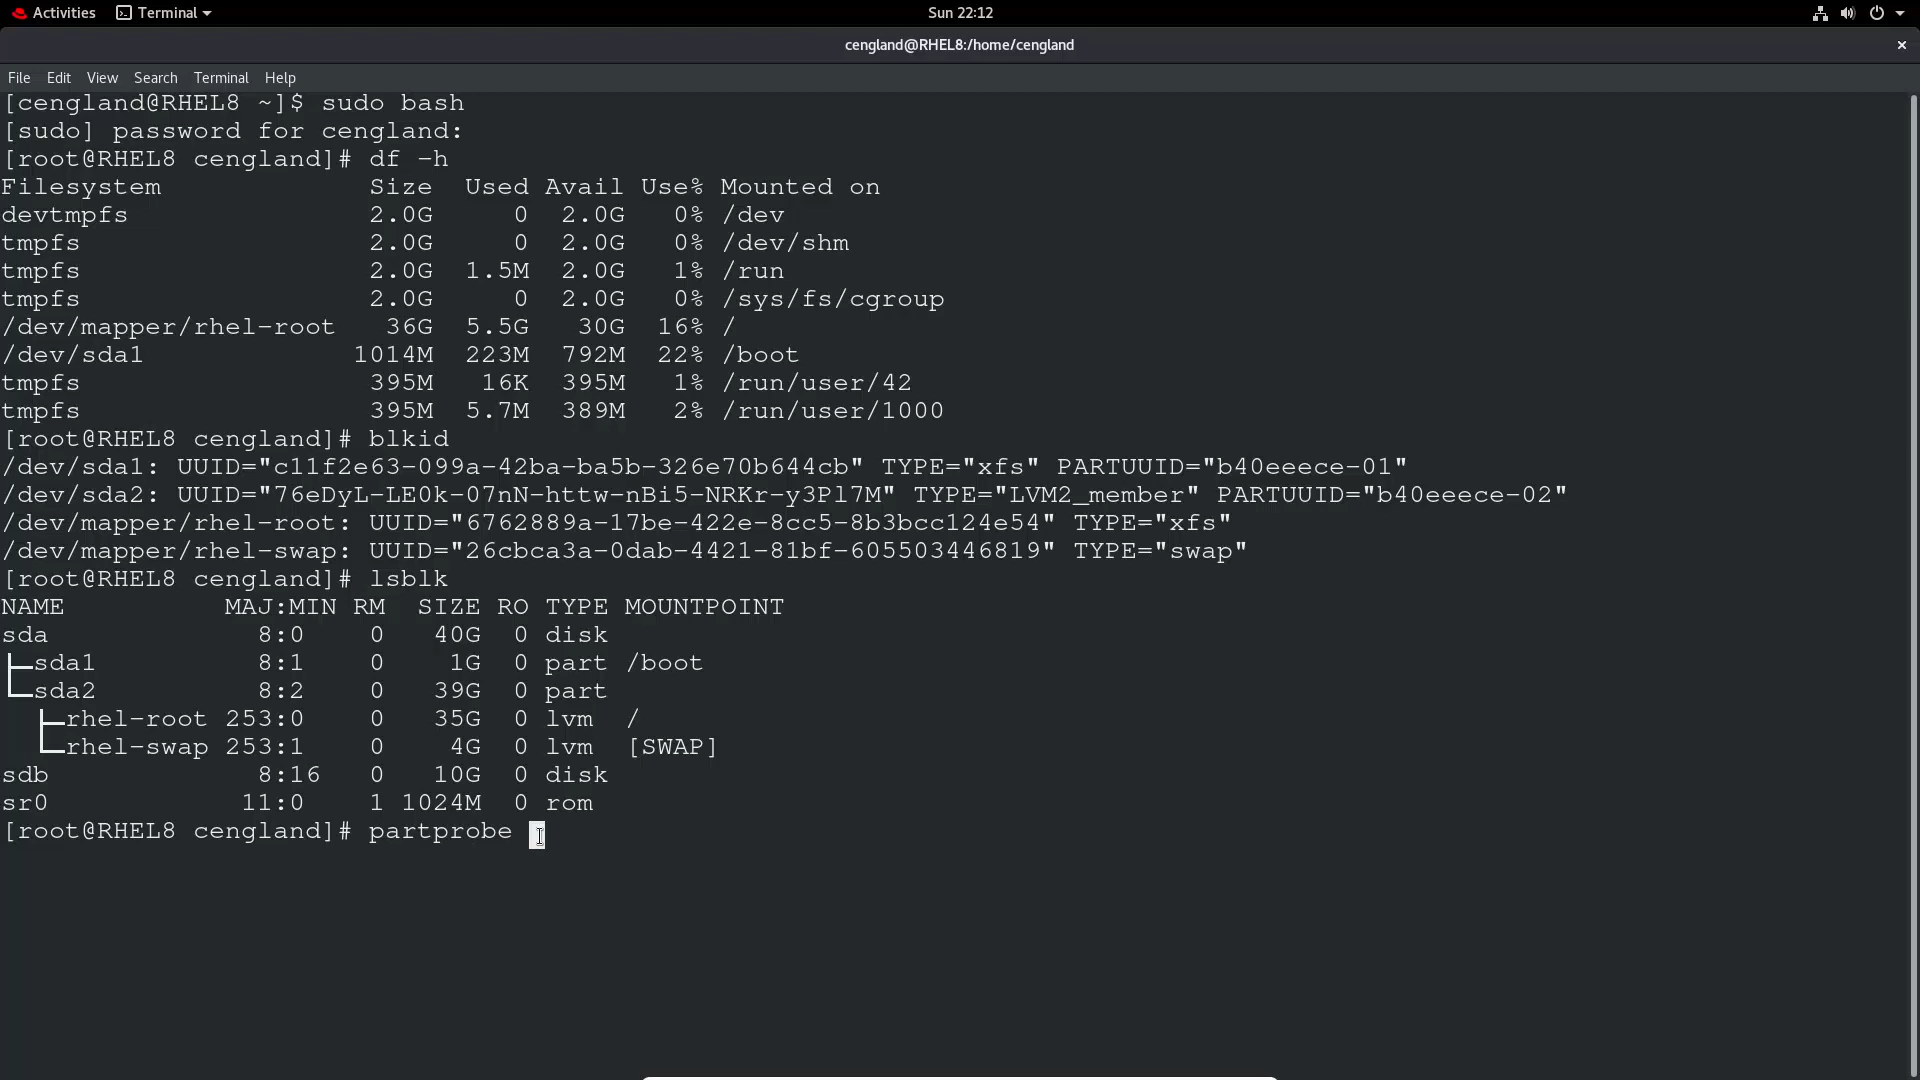 Activities Terminal Sun 22:12
cengland@RHEL8:/home/cengland ×
File Edit View Search Terminal Help
[cengland@RHEL8 ~]$ sudo bash
[sudo] password for cengland:
[root@RHEL8 cengland]# df -h
Filesystem Size Used Avail Use% Mounted on
devtmpfs 2.0G 0 2.0G 0% /dev
tmpfs 2.0G 0 2.0G 0% /dev/shm
tmpfs 2.0G 1.5M 2.0G 1% /run
tmpfs 2.0G 0 2.0G 0% /sys/fs/cgroup
/dev/mapper/rhel-root 36G 5.5G 30G 16% /
/dev/sda1 1014M 223M 792M 22% /boot
tmpfs 395M 16K 395M 1% /run/user/42
tmpfs 395M 5.7M 389M 2% /run/user/1000
[root@RHEL8 cengland]# blkid
/dev/sda1: UUID="c11f2e63-099a-42ba-ba5b-326e70b644cb" TYPE="xfs" PARTUUID="b40eeece-01"
/dev/sda2: UUID="76eDyL-LE0k-07nN-httw-nBi5-NRKr-y3Pl7M" TYPE="LVM2_member" PARTUUID="b40eeece-02"
/dev/mapper/rhel-root: UUID="6762889a-17be-422e-8cc5-8b3bcc124e54" TYPE="xfs"
/dev/mapper/rhel-swap: UUID="26cbca3a-0dab-4421-81bf-605503446819" TYPE="swap"
[root@RHEL8 cengland]# lsblk
NAME MAJ:MIN RM SIZE RO TYPE MOUNTPOINT
sda 8:0 0 40G 0 disk
├─sda1 8:1 0 1G 0 part /boot
└─sda2 8:2 0 39G 0 part
├─rhel-root 253:0 0 35G 0 lvm /
└─rhel-swap 253:1 0 4G 0 lvm [SWAP]
sdb 8:16 0 10G 0 disk
sr0 11:0 1 1024M 0 rom
[root@RHEL8 cengland]# partprobe